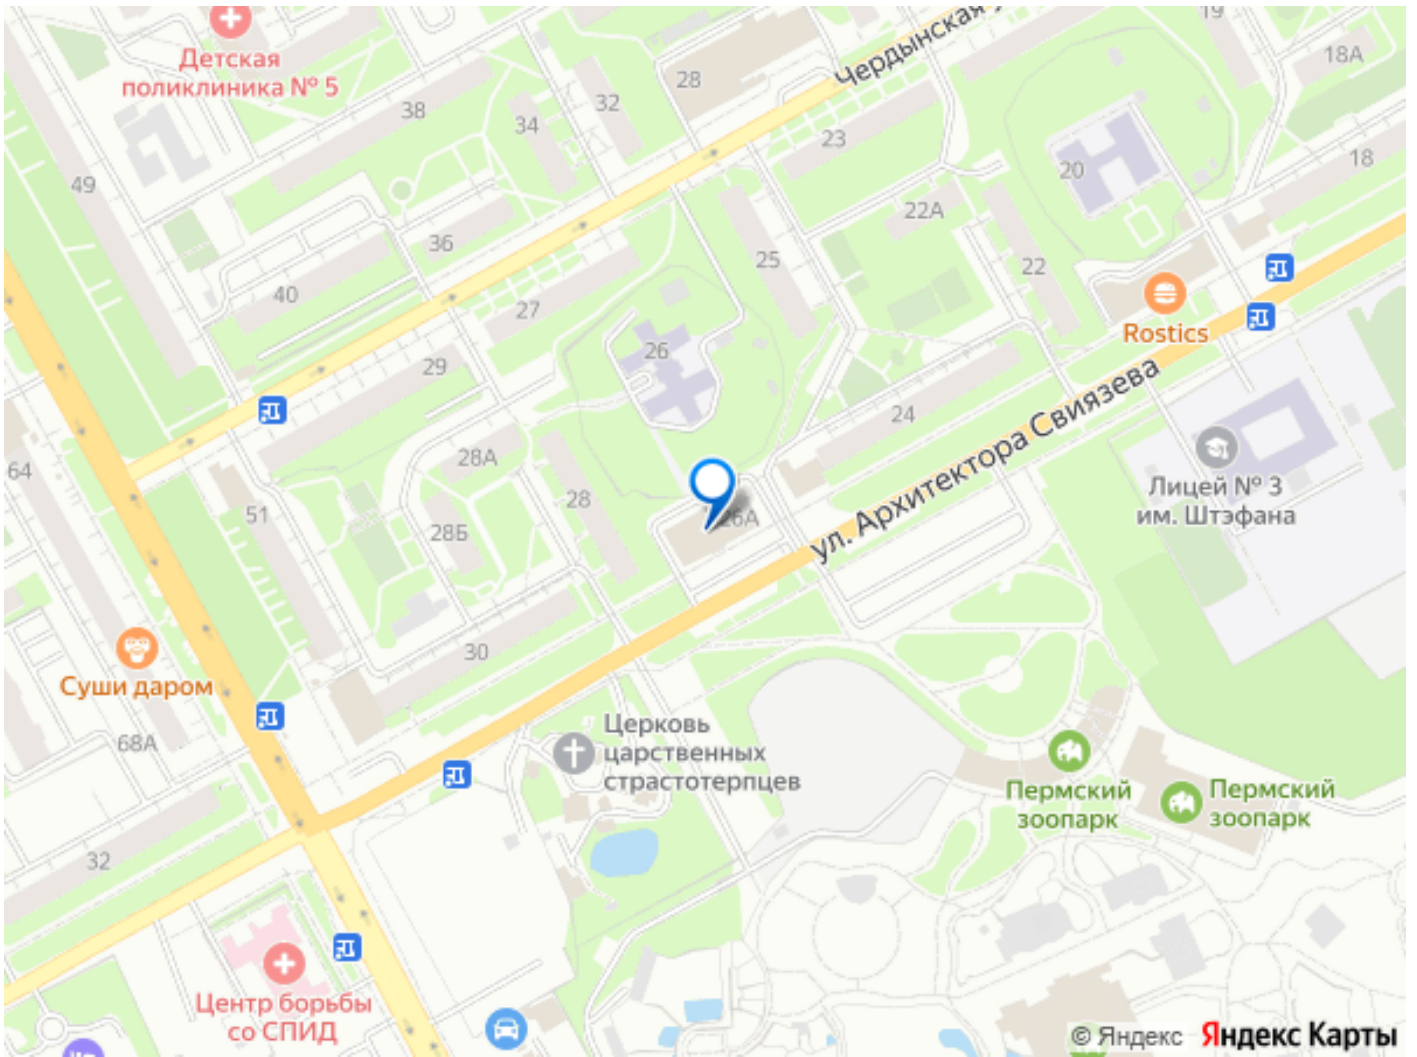 Чердынская у
19
18А
Детская
поликлиника № 5
28
32
38
34
23
49
20
18
22А
36
25
22
40
27
Rostics
26
29
24
ул. Архитектора Свиязева
64
28А
28
Лицей № 3
им. Штэфана
51
28Б
26А
30
Суши даром
68А
Церковь
царственных
страстотерпцев
Пермский
зоопарк
Пермский
зоопарк
32
Центр борьбы
со СПИД
© Яндекс Яндекс Карты